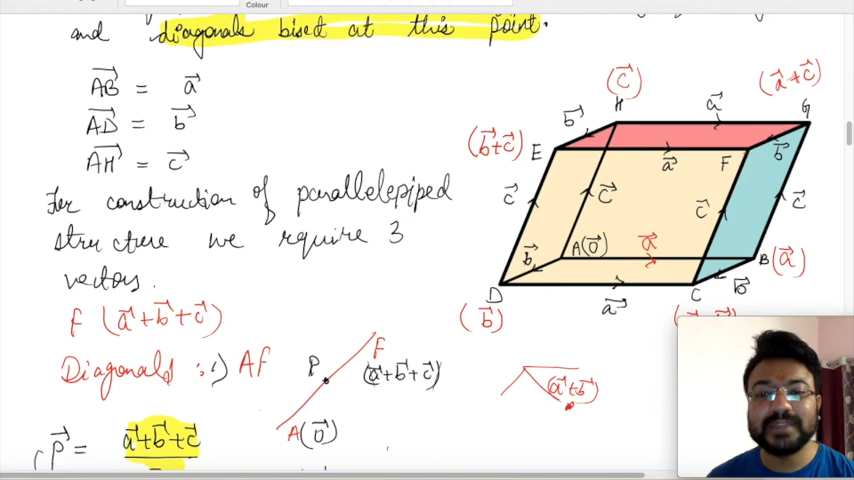 Colour
and diagonals bisect at this point.
AB⃗ = a⃗
AD⃗ = b⃗
AH⃗ = c⃗
For construction of parallelepiped
structure we require 3
vectors.
F (a⃗+b⃗+c⃗)
Diagonals :- 1) AF
P
F
(a⃗+b⃗+c⃗)
A(0⃗)
P⃗ = a⃗+b⃗+c⃗
(c⃗)
(a⃗+c⃗)
H
a⃗
G
b⃗
(b⃗+c⃗)
E
a⃗
F
b⃗
c⃗
c⃗
c⃗
c⃗
b⃗
A(0⃗)
a⃗
B (a⃗)
D
a⃗
C
b⃗
(b⃗)
(a⃗+b⃗)